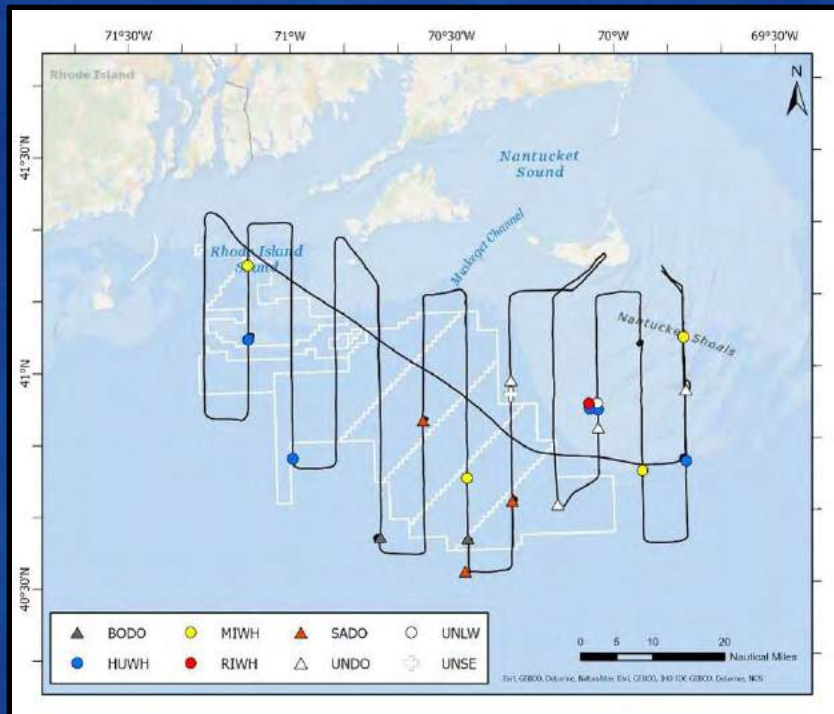 71°30'W 71°W 70°30'W 70°W 69°30'W
Rhode Island
N
41°30'N
Nantucket
Sound
Rhode Island
Sound
Muskeget Channel
Nantucket Shoals
41°N
40°30'N
BODO MIWH SADO UNLW
HUWH RIWH UNDO UNSE
0 5 10 20
Nautical Miles